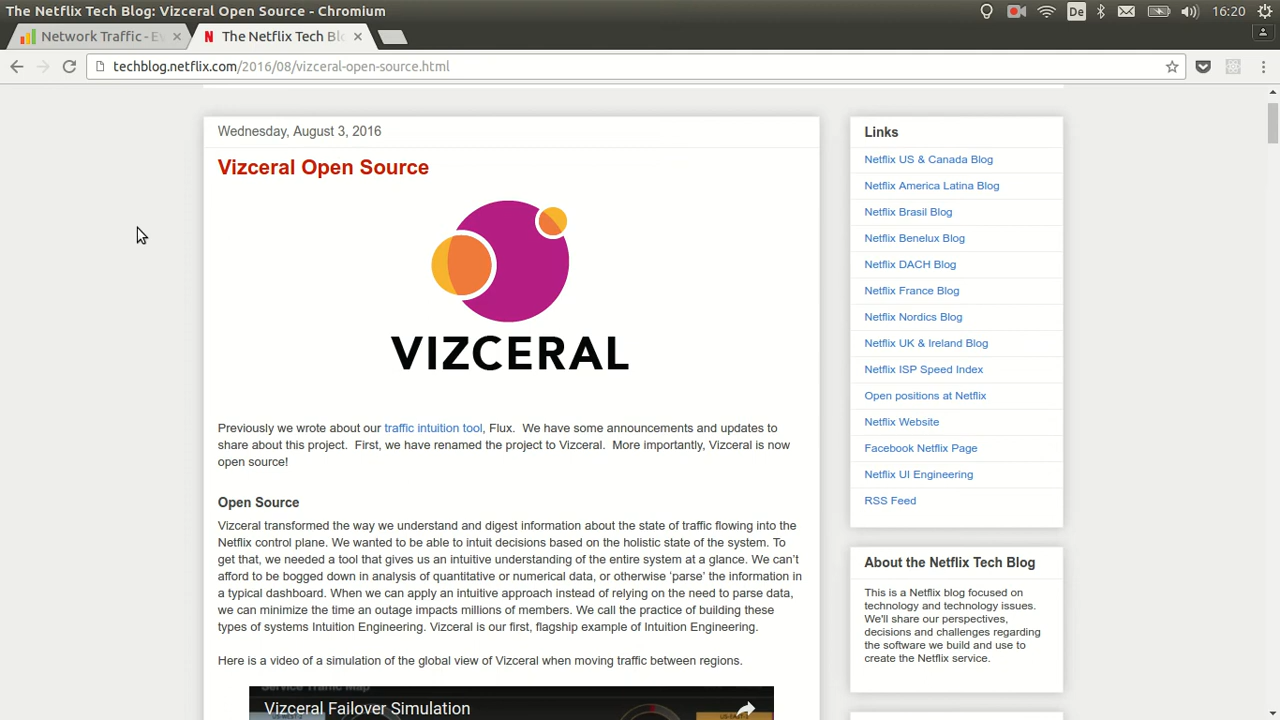 The Netflix Tech Blog: Vizceral Open Source - Chromium
De
16:20
Network Traffic - Ev
The Netflix Tech Blo
techblog.netflix.com/2016/08/vizceral-open-source.html
Wednesday, August 3, 2016
Vizceral Open Source
VIZCERAL
Previously we wrote about our traffic intuition tool, Flux.  We have some announcements and updates to
share about this project.  First, we have renamed the project to Vizceral.  More importantly, Vizceral is now
open source!
Open Source
Vizceral transformed the way we understand and digest information about the state of traffic flowing into the
Netflix control plane. We wanted to be able to intuit decisions based on the holistic state of the system. To
get that, we needed a tool that gives us an intuitive understanding of the entire system at a glance. We can’t
afford to be bogged down in analysis of quantitative or numerical data, or otherwise ‘parse’ the information in
a typical dashboard. When we can apply an intuitive approach instead of relying on the need to parse data,
we can minimize the time an outage impacts millions of members. We call the practice of building these
types of systems Intuition Engineering. Vizceral is our first, flagship example of Intuition Engineering.
Here is a video of a simulation of the global view of Vizceral when moving traffic between regions.
Service Traffic Map
Vizceral Failover Simulation
Links
Netflix US & Canada Blog
Netflix America Latina Blog
Netflix Brasil Blog
Netflix Benelux Blog
Netflix DACH Blog
Netflix France Blog
Netflix Nordics Blog
Netflix UK & Ireland Blog
Netflix ISP Speed Index
Open positions at Netflix
Netflix Website
Facebook Netflix Page
Netflix UI Engineering
RSS Feed
About the Netflix Tech Blog
This is a Netflix blog focused on
technology and technology issues.
We'll share our perspectives,
decisions and challenges regarding
the software we build and use to
create the Netflix service.